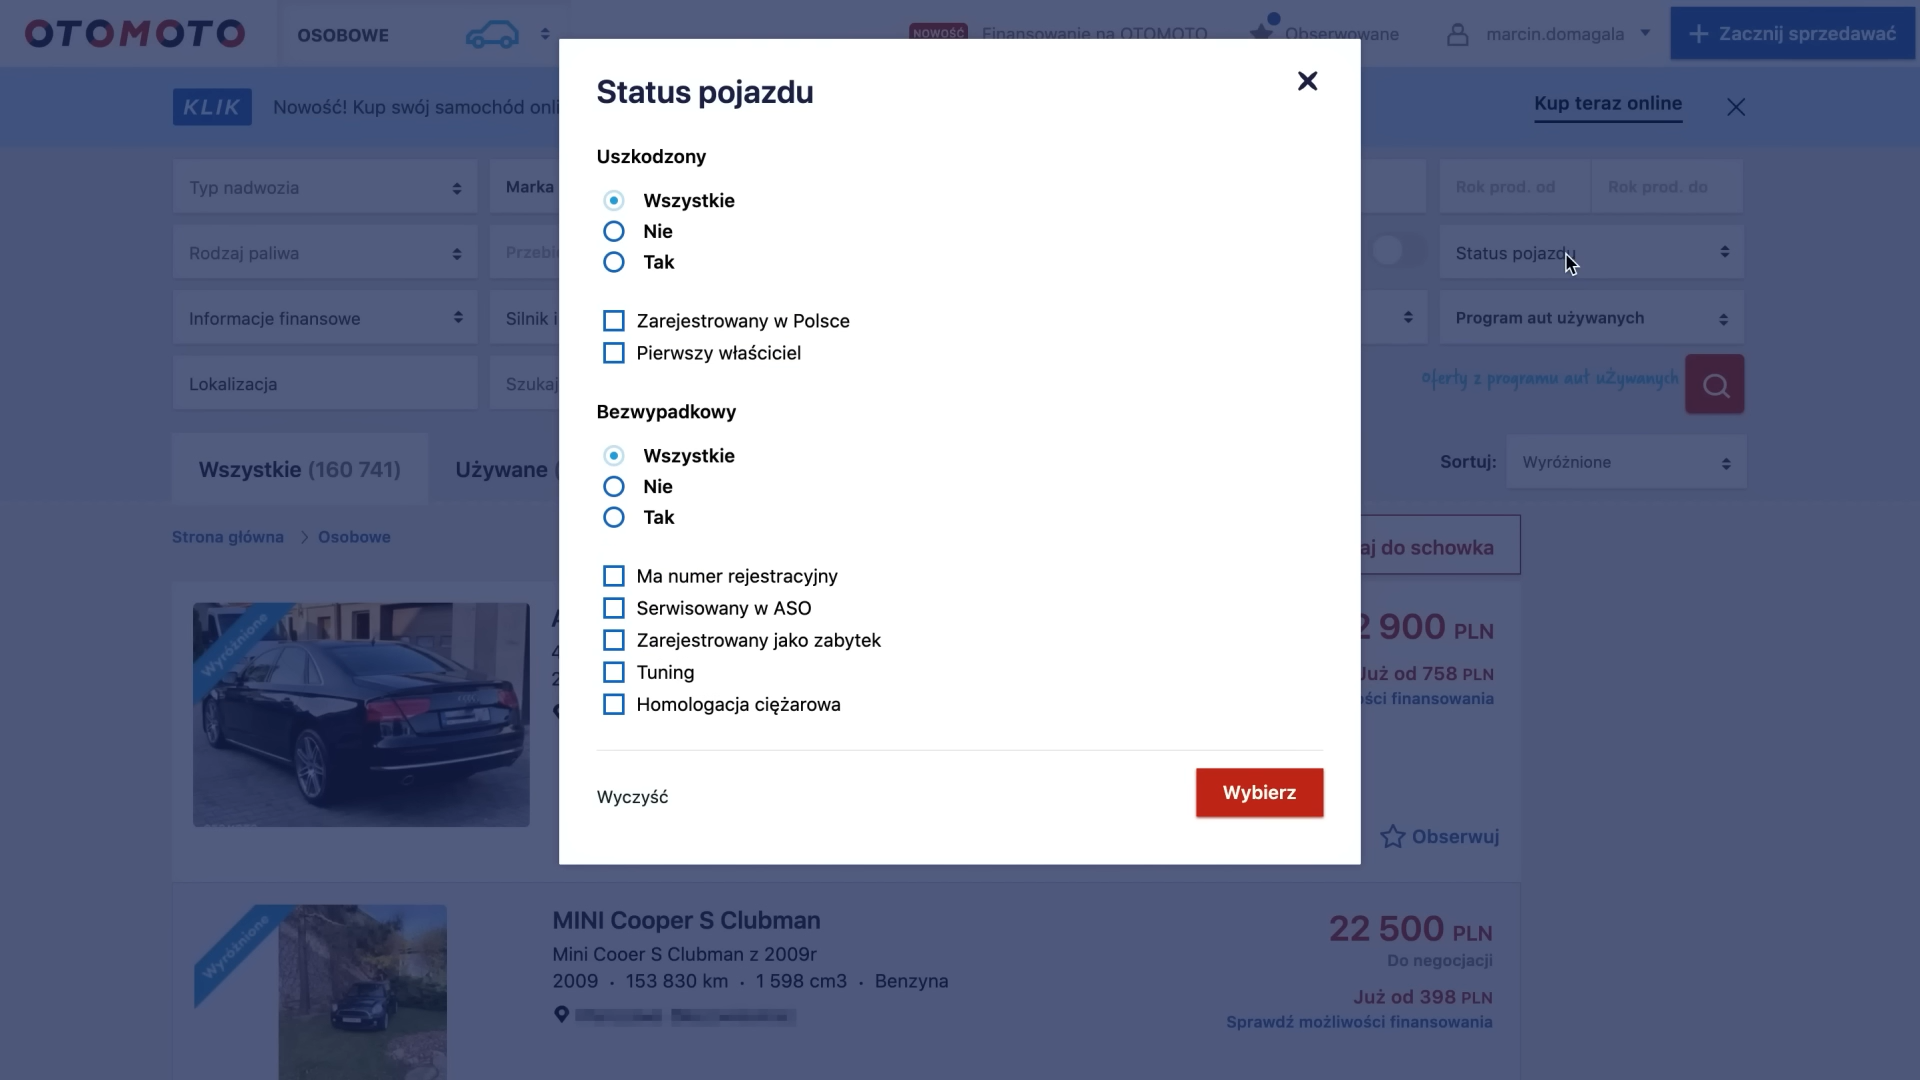 OTOMOTO
OSOBOWE
NOWOŚĆ
Finansowanie na OTOMOTO
Obserwowane
marcin.domagala
Zacznij sprzedawać
KLIK
Nowość! Kup swój samochód onli
Kup teraz online
Typ nadwozia
Marka
Rok prod. od
Rok prod. do
Rodzaj paliwa
Przebi
Status pojazdu
Informacje finansowe
Silnik i
Program aut używanych
Lokalizacja
Szukaj
Oferty z programu aut używanych
Wszystkie (160 741)
Używane (
Sortuj:
Wyróżnione
Strona główna
Osobowe
aj do schowka
Status pojazdu
Uszkodzony
Wszystkie
Nie
Tak
Zarejestrowany w Polsce
Pierwszy właściciel
Bezwypadkowy
Wszystkie
Nie
Tak
Ma numer rejestracyjny
Serwisowany w ASO
Zarejestrowany jako zabytek
Tuning
Homologacja ciężarowa
Wyczyść
Wybierz
Wyróżnione
2 900 PLN
Już od 758 PLN
ści finansowania
Obserwuj
Wyróżnione
MINI Cooper S Clubman
Mini Cooer S Clubman z 2009r
2009 · 153 830 km · 1 598 cm3 · Benzyna
22 500 PLN
Do negocjacji
Już od 398 PLN
Sprawdź możliwości finansowania